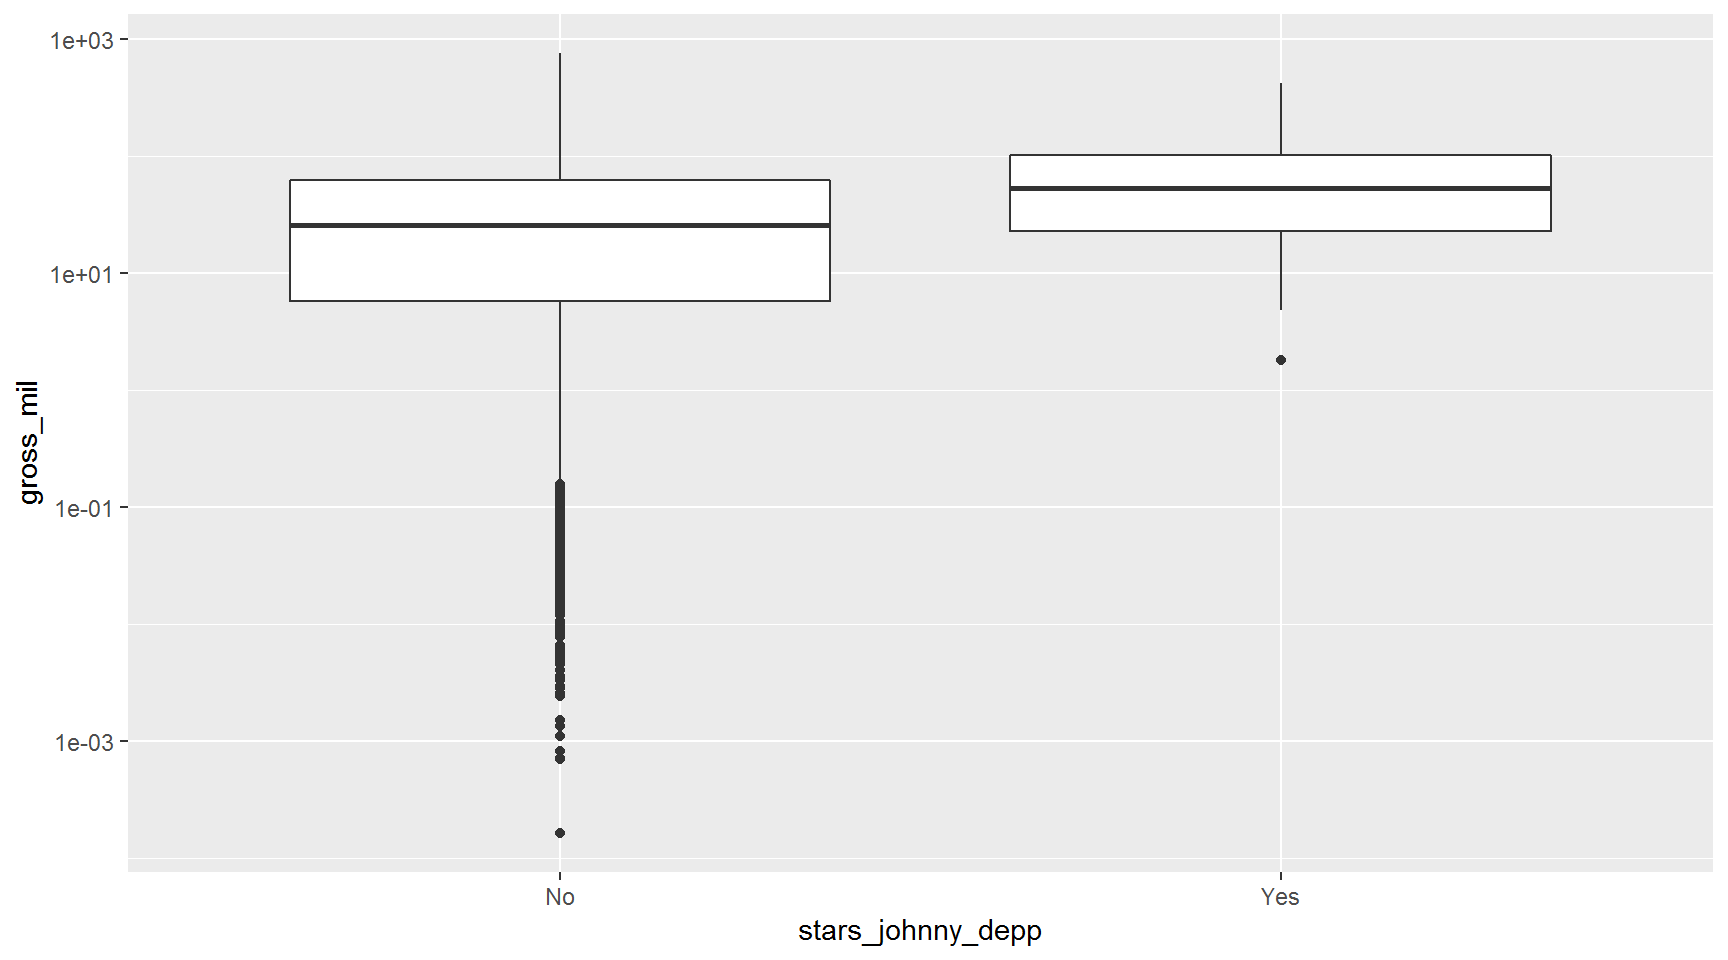 1e+03
1e+01
1e-01
1e-03
gross_mil
No
Yes
stars_johnny_depp